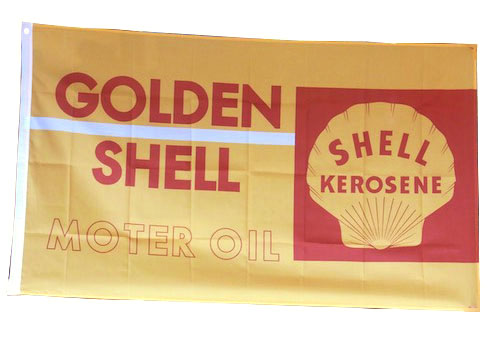 GOLDEN
SHELL
MOTER OIL
SHELL
KEROSENE